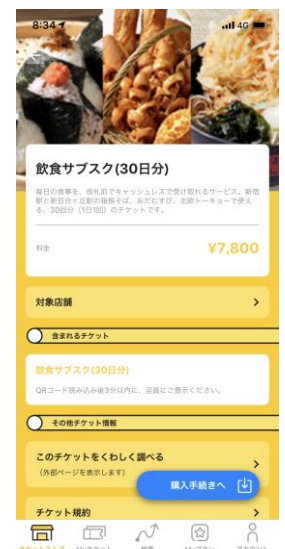 8:34
4G
飲食サブスク(30日分)
毎日の食事を、改札前でキャッシュレスで受け取れるサービス。新宿
駅と新百合ヶ丘駅の箱根そば、おだむすび、北欧トーキョーで使え
る、30回分（1日1回）のチケットです。
料金
¥7,800
対象店舗
含まれるチケット
飲食サブスク(30日分)
QRコード読み込み後3分以内に、店員にご提示ください。
その他チケット情報
このチケットをくわしく調べる
（外部ページを表示します）
購入手続きへ
チケット規約